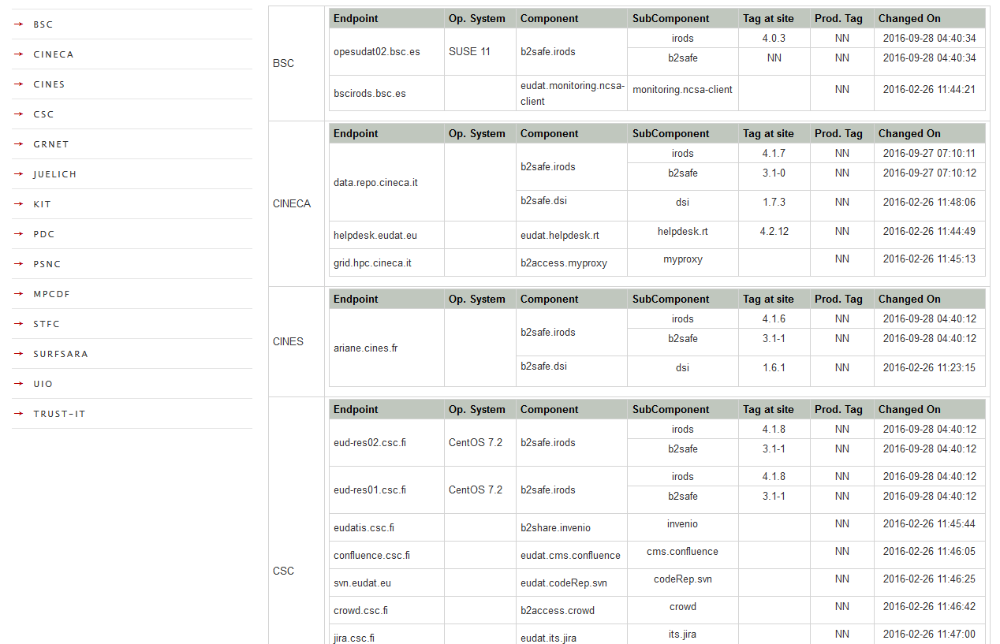 → BSC
→ CINECA
→ CINES
→ CSC
→ GRNET
→ JUELICH
→ KIT
→ PDC
→ PSNC
→ MPCDF
→ STFC
→ SURFSARA
→ UIO
→ TRUST-IT
BSC
Endpoint Op. System Component SubComponent Tag at site Prod. Tag Changed On
opesudat02.bsc.es SUSE 11 b2safe.irods
irods 4.0.3 NN 2016-09-28 04:40:34
b2safe NN NN 2016-09-28 04:40:34
bscirods.bsc.es eudat.monitoring.ncsa-
client monitoring.ncsa-client NN 2016-02-26 11:44:21
CINECA
Endpoint Op. System Component SubComponent Tag at site Prod. Tag Changed On
data.repo.cineca.it b2safe.irods
irods 4.1.7 NN 2016-09-27 07:10:11
b2safe 3.1-0 NN 2016-09-27 07:10:12
b2safe.dsi dsi 1.7.3 NN 2016-02-26 11:48:06
helpdesk.eudat.eu eudat.helpdesk.rt helpdesk.rt 4.2.12 NN 2016-02-26 11:44:49
grid.hpc.cineca.it b2access.myproxy myproxy NN 2016-02-26 11:45:13
CINES
Endpoint Op. System Component SubComponent Tag at site Prod. Tag Changed On
ariane.cines.fr b2safe.irods
irods 4.1.6 NN 2016-09-28 04:40:12
b2safe 3.1-1 NN 2016-09-28 04:40:12
b2safe.dsi dsi 1.6.1 NN 2016-02-26 11:23:15
CSC
Endpoint Op. System Component SubComponent Tag at site Prod. Tag Changed On
eud-res02.csc.fi CentOS 7.2 b2safe.irods
irods 4.1.8 NN 2016-09-28 04:40:12
b2safe 3.1-1 NN 2016-09-28 04:40:12
eud-res01.csc.fi CentOS 7.2 b2safe.irods
irods 4.1.8 NN 2016-09-28 04:40:12
b2safe 3.1-1 NN 2016-09-28 04:40:12
eudatis.csc.fi b2share.invenio invenio NN 2016-02-26 11:45:44
confluence.csc.fi eudat.cms.confluence cms.confluence NN 2016-02-26 11:46:05
svn.eudat.eu eudat.codeRep.svn codeRep.svn NN 2016-02-26 11:46:25
crowd.csc.fi b2access.crowd crowd NN 2016-02-26 11:46:42
jira.csc.fi eudat.its.jira its.jira NN 2016-02-26 11:47:00